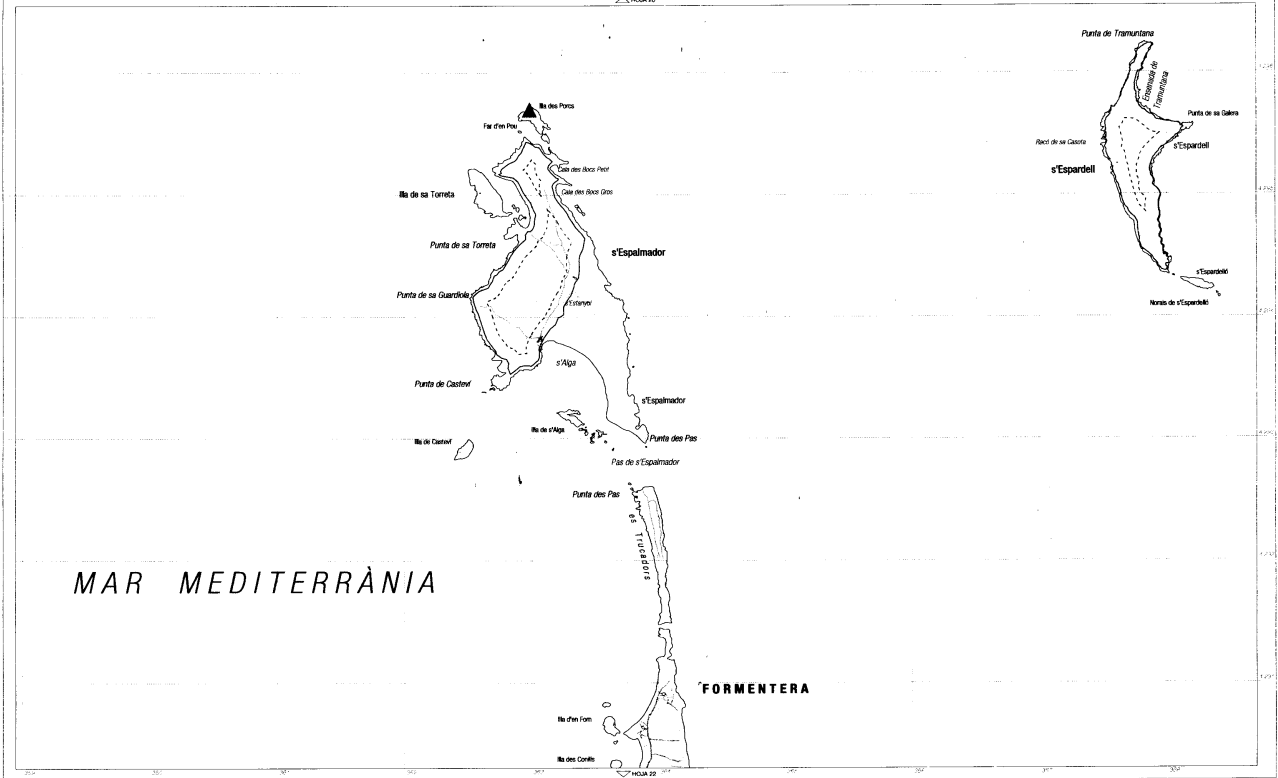 HOJA 20
Punta de Tramuntana
Ensenada de
Tramuntana
Illa des Porcs
Far d'en Pou
Punta de sa Galera
Racó de sa Casota
s'Espardell
s'Espardell
Cala des Bocs Petit
Cala des Bocs Gros
Illa de sa Torreta
Punta de sa Torreta
s'Espalmador
s'Espardelló
Punta de sa Guardiola
s'Estanyol
Norais de s'Espardelló
s'Alga
Punta de Casteví
s'Espalmador
Illa de s'Alga
Punta des Pas
Illa de Casteví
Pas de s'Espalmador
Punta des Pas
es Trucadors
MAR MEDITERRÀNIA
FORMENTERA
Illa d'en Forn
Illa des Conills
HOJA 22